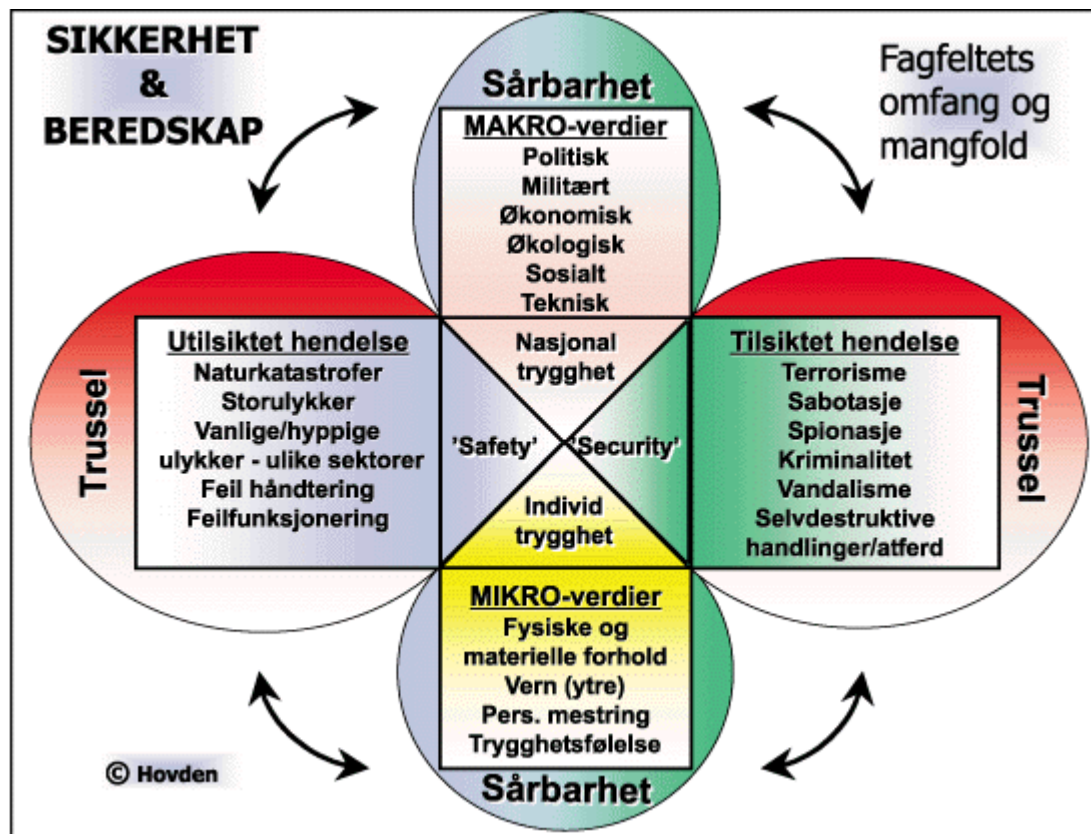 SIKKERHET
&
BEREDSKAP
Fagfeltets
omfang og
mangfold
Sårbarhet
MAKRO-verdier
Politisk
Militært
Økonomisk
Økologisk
Sosialt
Teknisk
Trussel
Utilsiktet hendelse
Naturkatastrofer
Storulykker
Vanlige/hyppige
ulykker - ulike sektorer
Feil håndtering
Feilfunksjonering
Nasjonal
trygghet
'Safety'
'Security'
Individ
trygghet
Tilsiktet hendelse
Terrorisme
Sabotasje
Spionasje
Kriminalitet
Vandalisme
Selvdestruktive
handlinger/atferd
Trussel
MIKRO-verdier
Fysiske og
materielle forhold
Vern (ytre)
Pers. mestring
Trygghetsfølelse
Sårbarhet
© Hovden